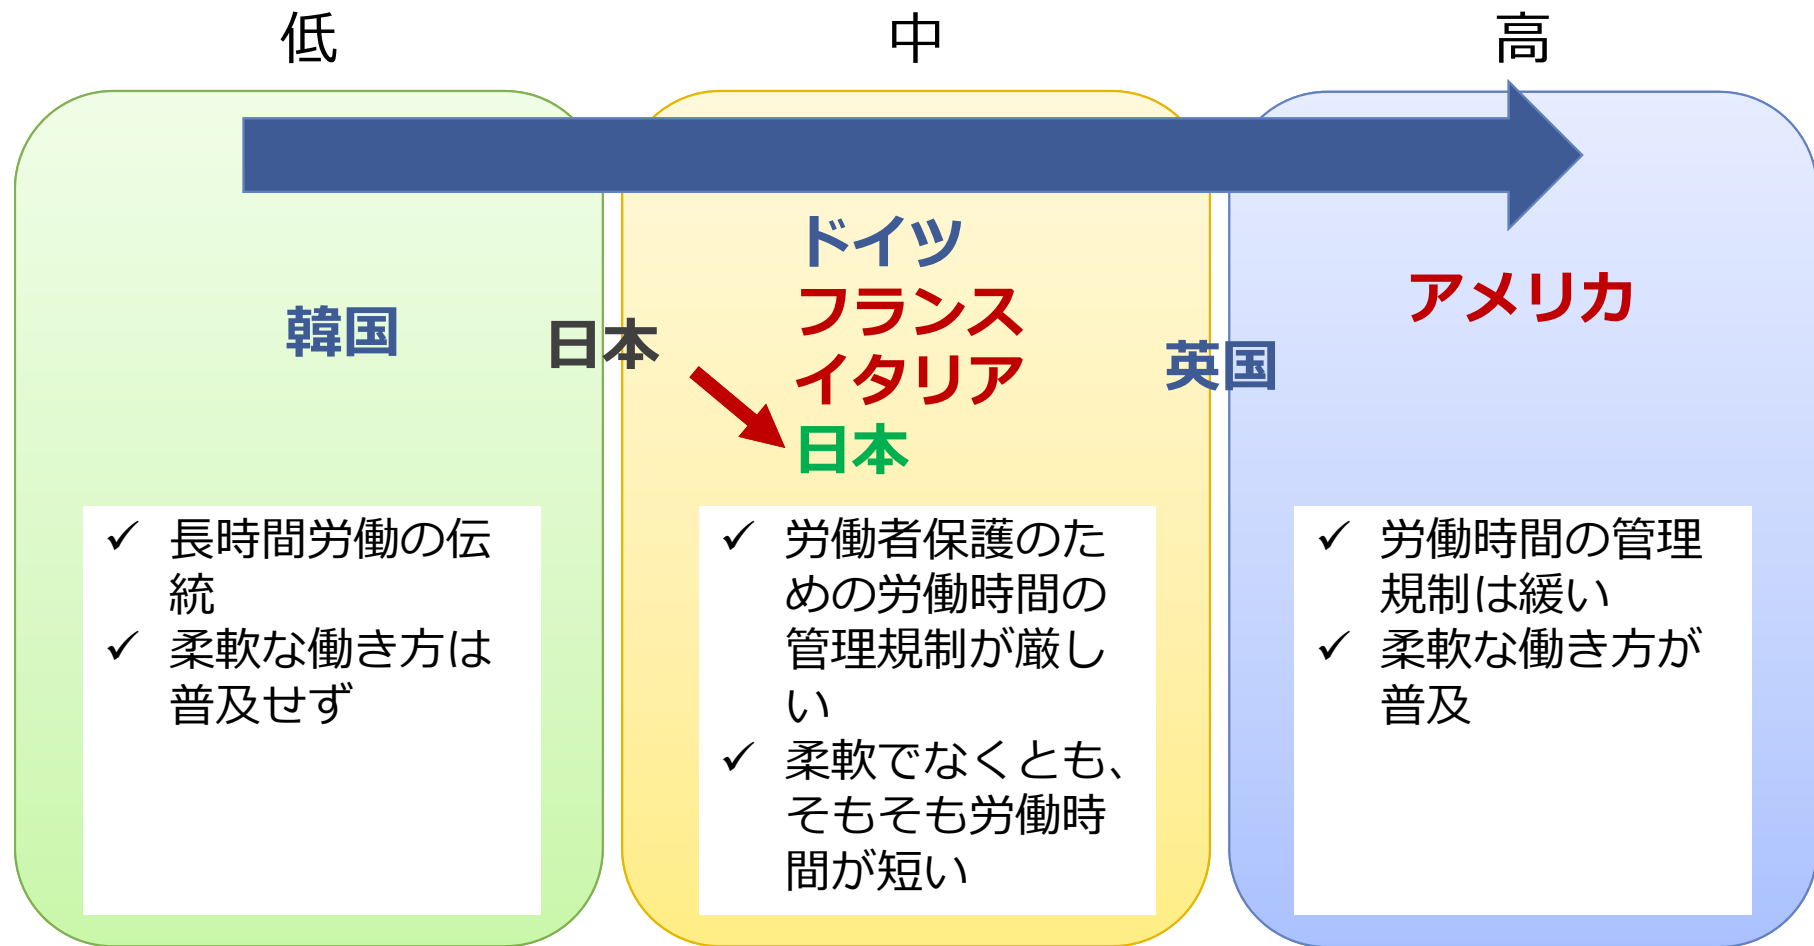 低
中
高
韓国
日本
ドイツ
フランス
イタリア
日本
英国
アメリカ
✓ 長時間労働の伝
統
✓ 柔軟な働き方は
普及せず
✓ 労働者保護のた
めの労働時間の
管理規制が厳し
い
✓ 柔軟でなくとも、
そもそも労働時
間が短い
✓ 労働時間の管理
規制は緩い
✓ 柔軟な働き方が
普及